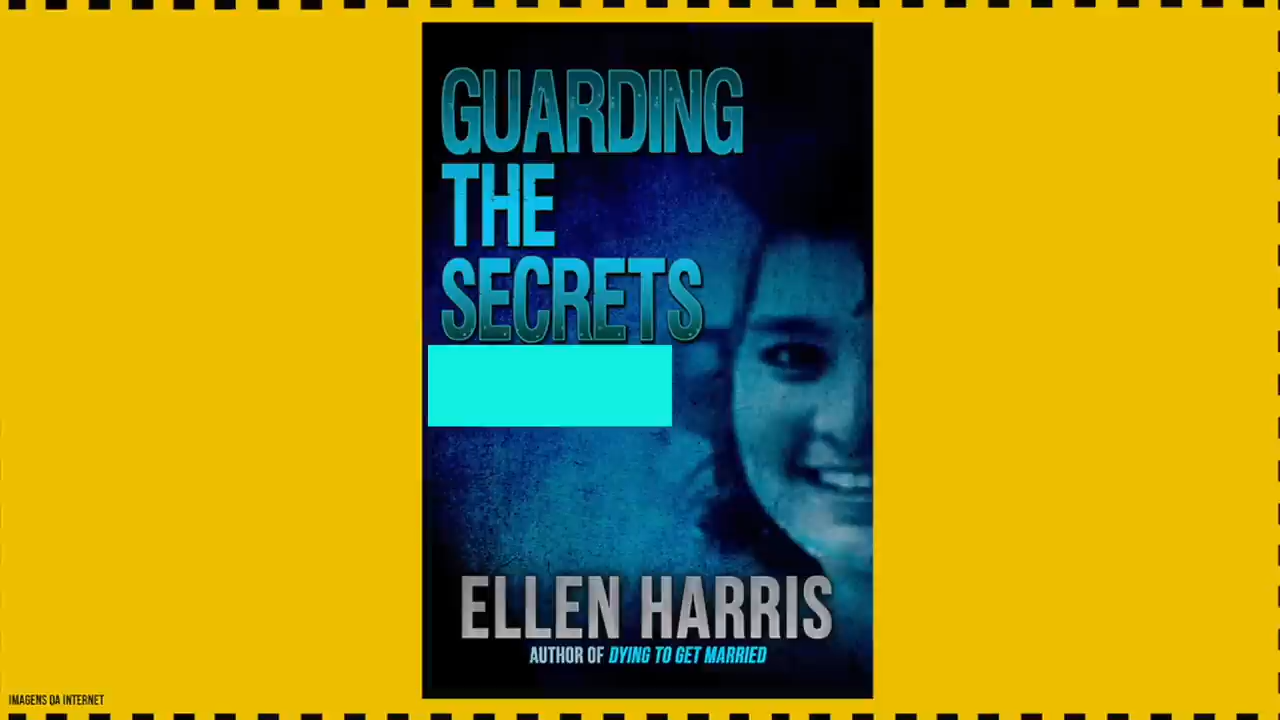 GUARDING
THE
SECRETS
ELLEN HARRIS
AUTHOR OF DYING TO GET MARRIED
IMAGENS DA INTERNET